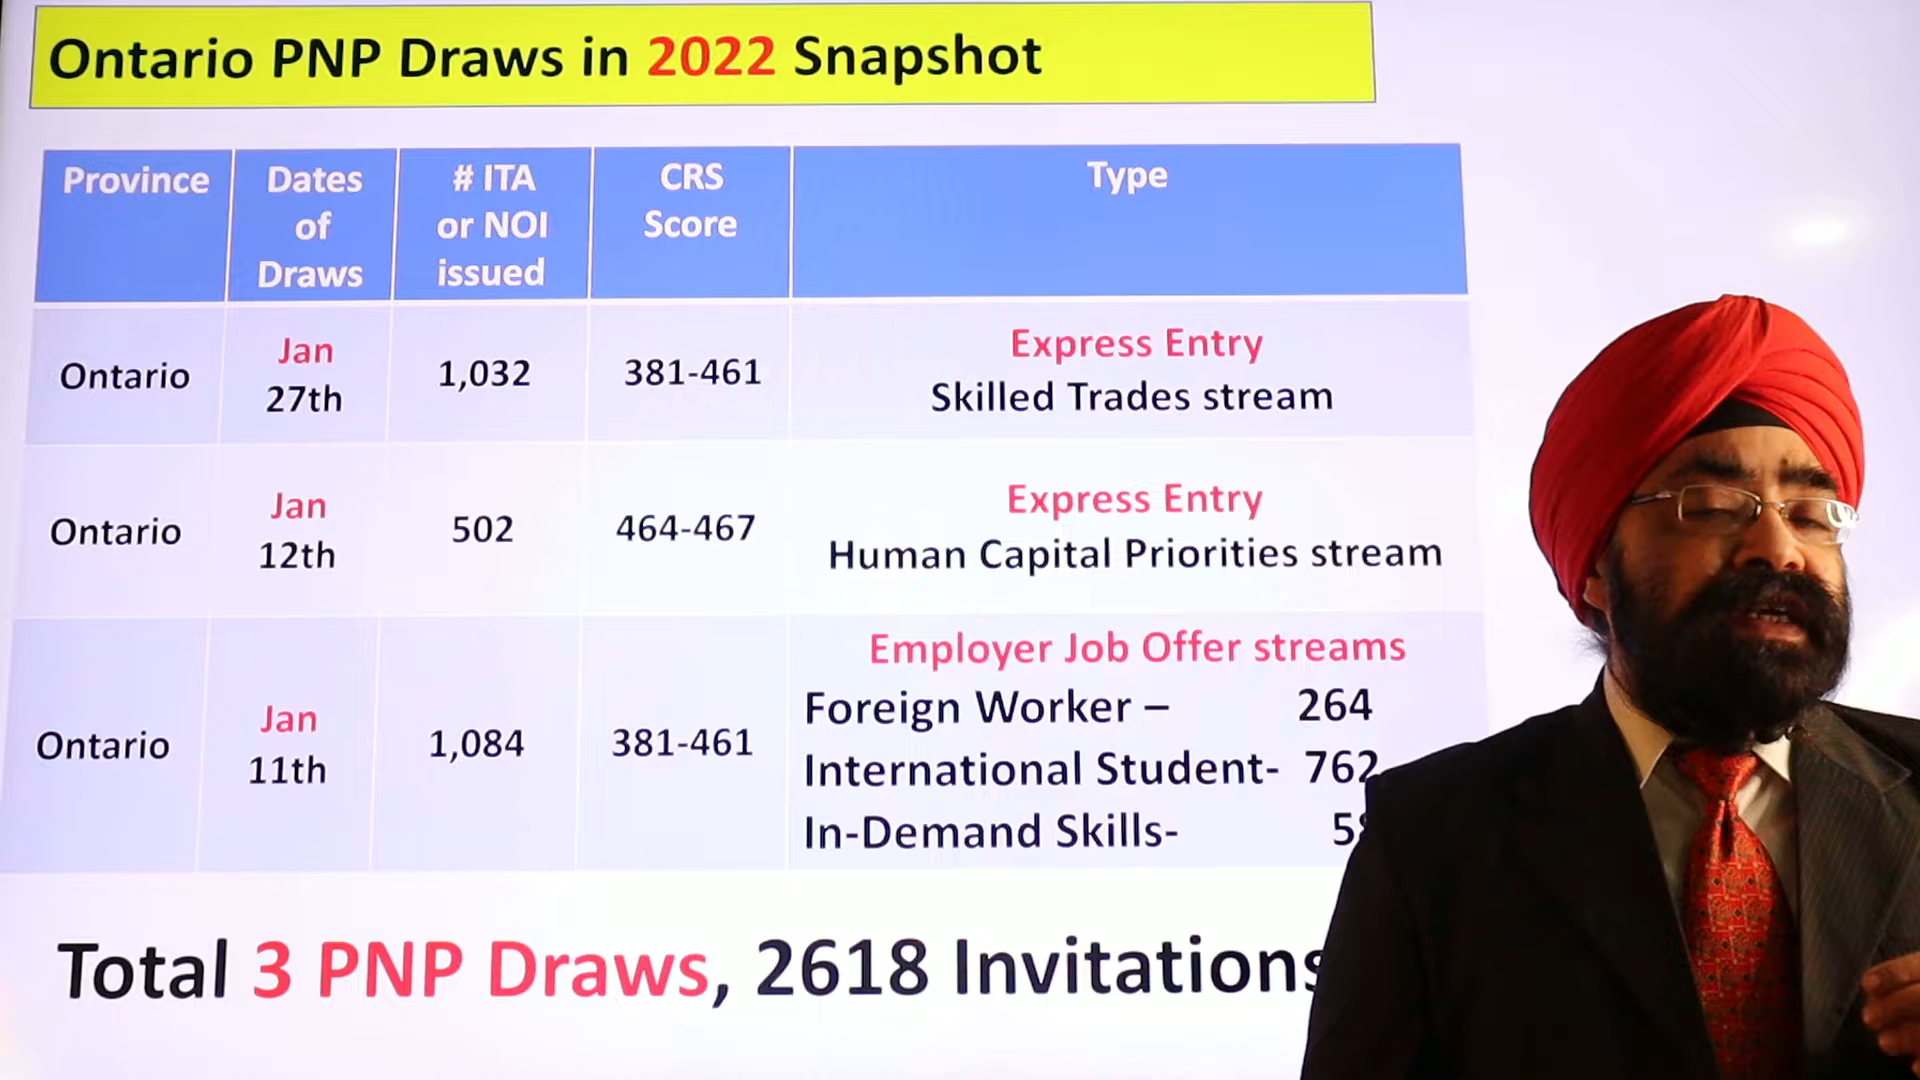 Ontario PNP Draws in 2022 Snapshot
Province
Dates
of
Draws
# ITA
or NOI
issued
CRS
Score
Type
Ontario
Jan
27th
1,032
381-461
Express Entry
Skilled Trades stream
Ontario
Jan
12th
502
464-467
Express Entry
Human Capital Priorities stream
Ontario
Jan
11th
1,084
381-461
Employer Job Offer streams
Foreign Worker – 264
International Student- 762
In-Demand Skills-
Total 3 PNP Draws, 2618 Invitations